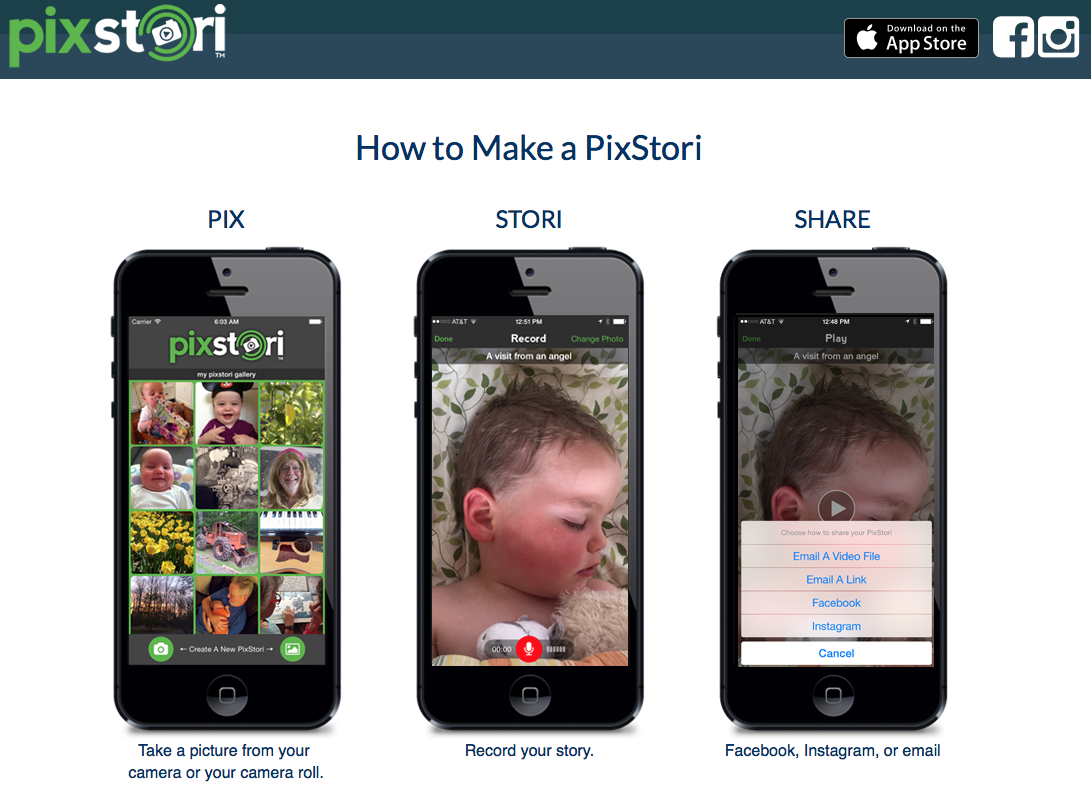 pixstori
TM
Download on the
App Store
How to Make a PixStori
PIX
STORI
SHARE
Carrier
6:03 AM
pixstori
my pixstori gallery
← Create A New PixStori →
Take a picture from your
camera or your camera roll.
AT&T
12:51 PM
Done
Record
Change Photo
A visit from an angel
00:00
Record your story.
AT&T
12:48 PM
Done
Play
A visit from an angel
Choose how to share your PixStori
Email A Video File
Email A Link
Facebook
Instagram
Cancel
Facebook, Instagram, or email